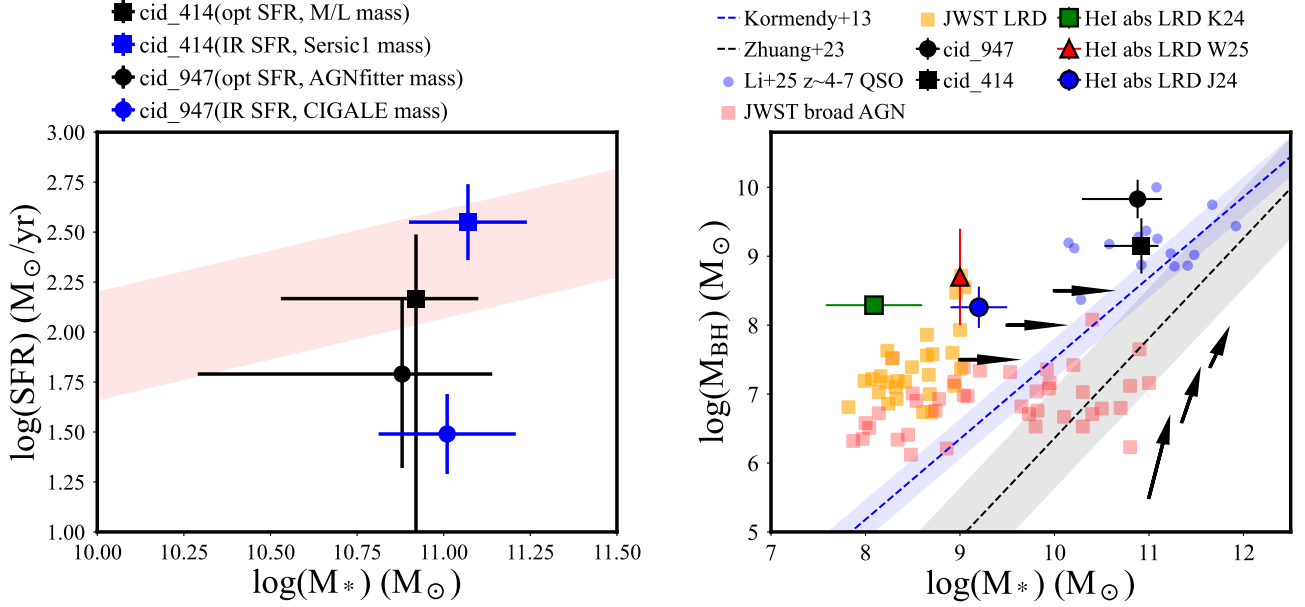 cid_414(opt SFR, M/L mass)
cid_414(IR SFR, Sersic1 mass)
cid_947(opt SFR, AGNfitter mass)
cid_947(IR SFR, CIGALE mass)
3.00
2.75
2.50
2.25
2.00
1.75
1.50
1.25
1.00
log(SFR) (M⊙/yr)
10.00 10.25 10.50 10.75 11.00 11.25 11.50
log(M*) (M⊙)
Kormendy+13 JWST LRD HeI abs LRD K24
Zhuang+23 cid_947 HeI abs LRD W25
Li+25 z~4-7 QSO cid_414 HeI abs LRD J24
JWST broad AGN
10
9
8
7
6
5
log(MBH) (M⊙)
7 8 9 10 11 12
log(M*) (M⊙)